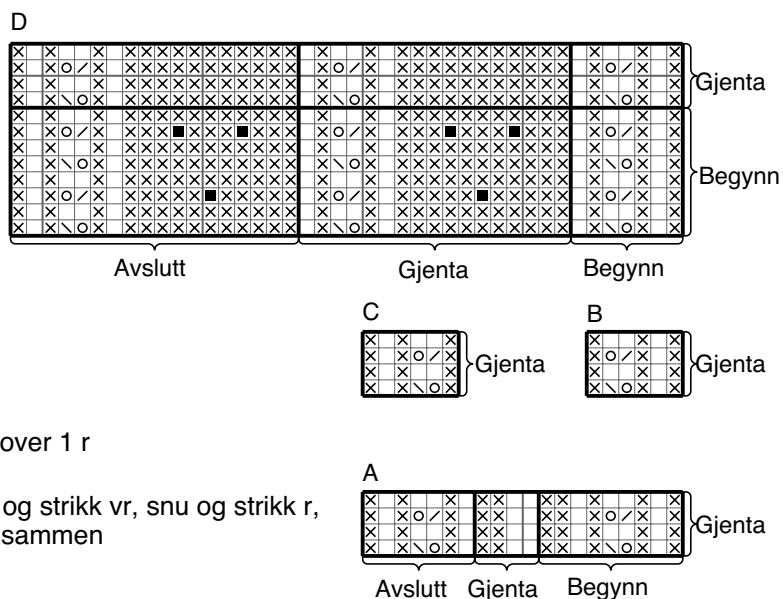 D
Gjenta
Begynn
Avslutt Gjenta Begynn
C B
Gjenta Gjenta
over 1 r
og strikk vr, snu og strikk r,
sammen
A
Gjenta
Avslutt Gjenta Begynn